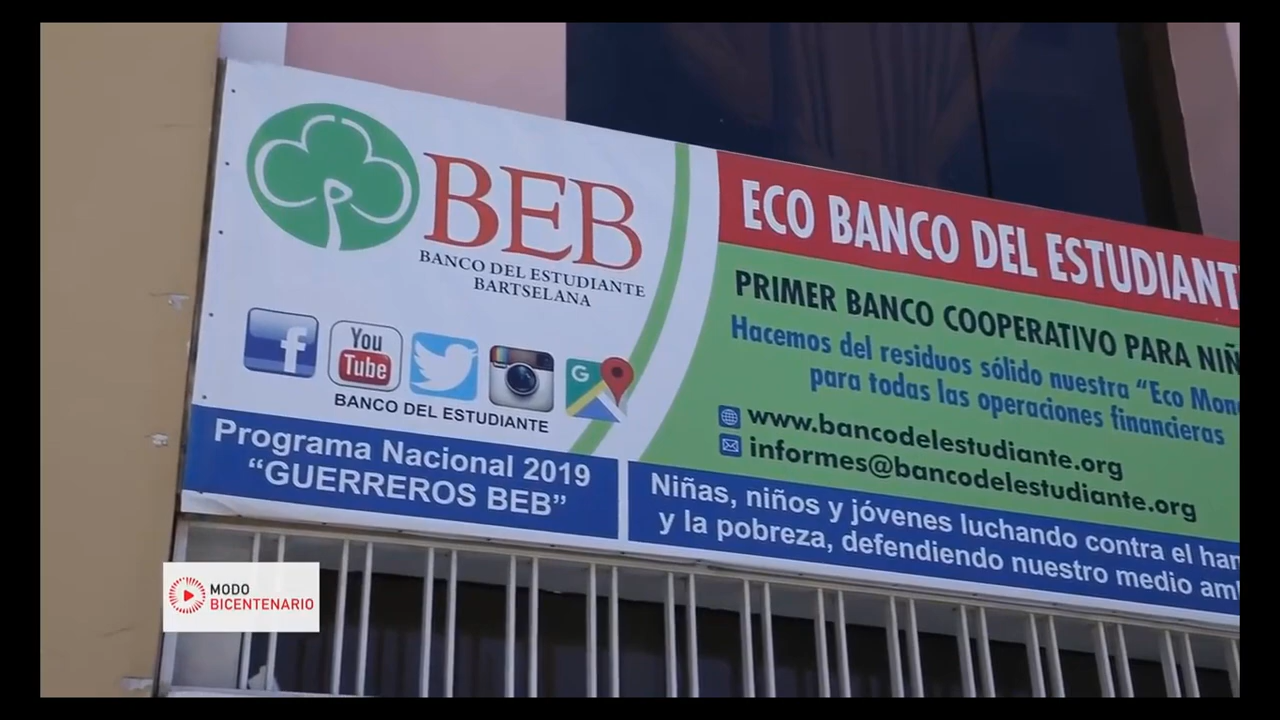 BEB
BANCO DEL ESTUDIANTE
BARTSELANA
You
Tube
G
BANCO DEL ESTUDIANTE
Programa Nacional 2019
“GUERREROS BEB”
ECO BANCO DEL ESTUDIANT
PRIMER BANCO COOPERATIVO PARA NIÑ
Hacemos del residuos sólido nuestra “Eco Mon
para todas las operaciones financieras
www.bancodelestudiante.org
informes@bancodelestudiante.org
Niñas, niños y jóvenes luchando contra el ha
y la pobreza, defendiendo nuestro medio am
MODO
BICENTENARIO